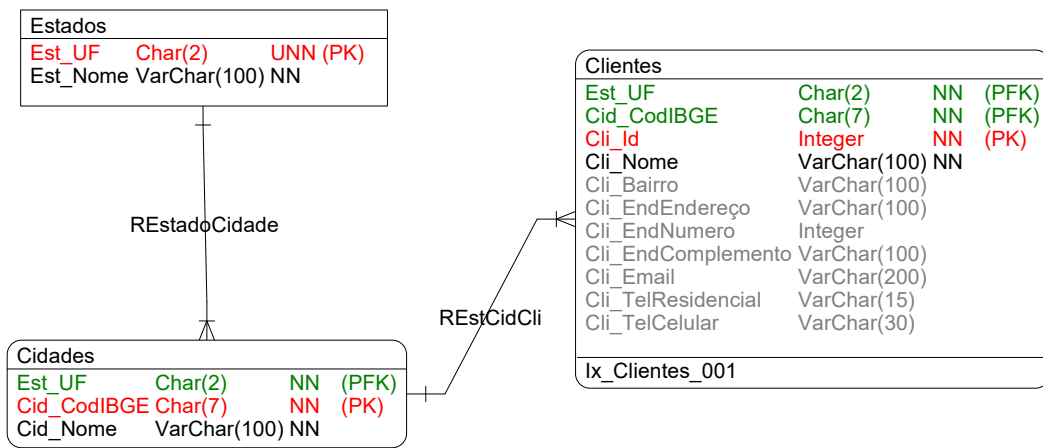 Estados
Est_UF Char(2) UNN (PK)
Est_Nome VarChar(100) NN
REstadoCidade
Cidades
Est_UF Char(2) NN (PFK)
Cid_CodIBGE Char(7) NN (PK)
Cid_Nome VarChar(100) NN
REstCidCli
Clientes
Est_UF Char(2) NN (PFK)
Cid_CodIBGE Char(7) NN (PFK)
Cli_Id Integer NN (PK)
Cli_Nome VarChar(100) NN
Cli_Bairro VarChar(100)
Cli_EndEndereço VarChar(100)
Cli_EndNumero Integer
Cli_EndComplemento VarChar(100)
Cli_Email VarChar(200)
Cli_TelResidencial VarChar(15)
Cli_TelCelular VarChar(30)
Ix_Clientes_001